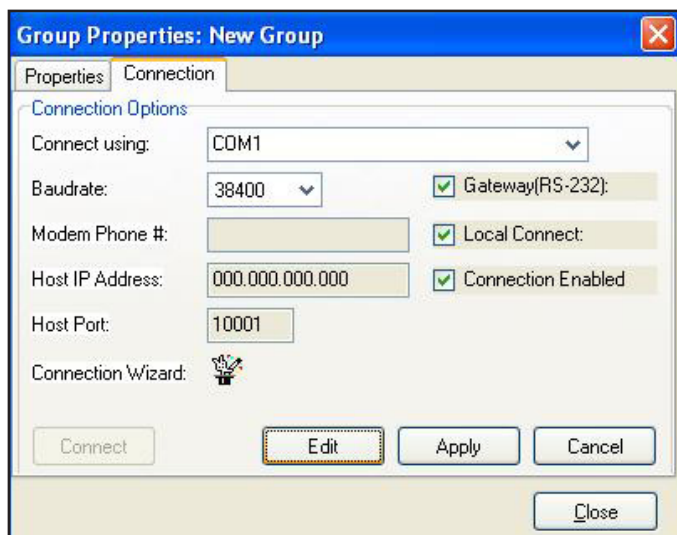 Group Properties: New Group
Properties Connection
Connection Options
Connect using: COM1
Baudrate: 38400 Gateway(RS-232):
Modem Phone #: Local Connect:
Host IP Address: 000.000.000.000 Connection Enabled
Host Port: 10001
Connection Wizard:
Connect Edit Apply Cancel
Close